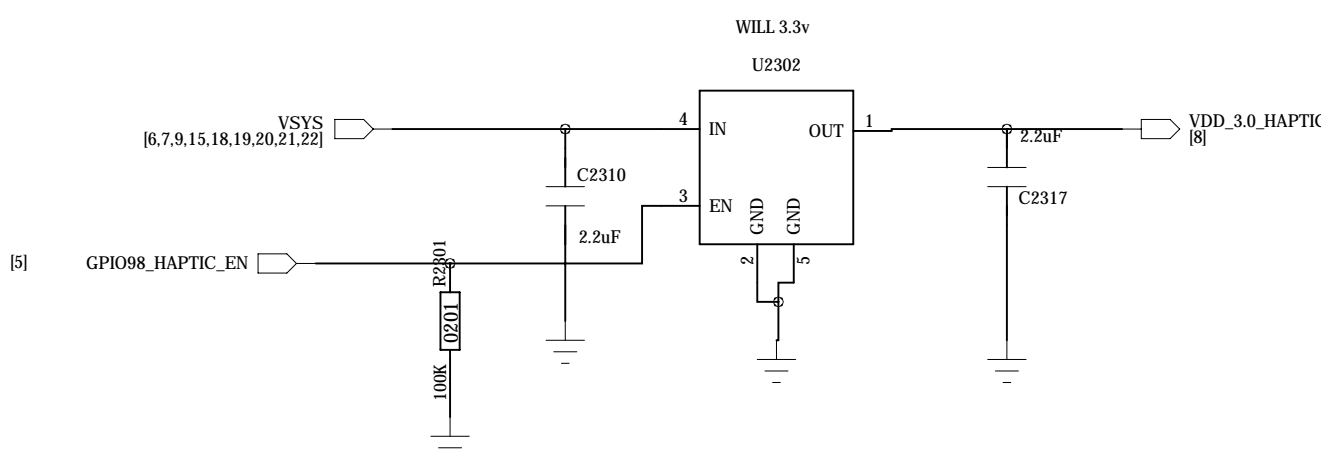 WILL 3.3v
U2302
VSYS
[6,7,9,15,18,19,20,21,22]
4
IN
OUT
1
2.2uF
VDD_3.0_HAPTIC
[8]
C2310
C2317
3
EN
GND
GND
2.2uF
2
5
[5]
GPIO98_HAPTIC_EN
R2301
0201
100K